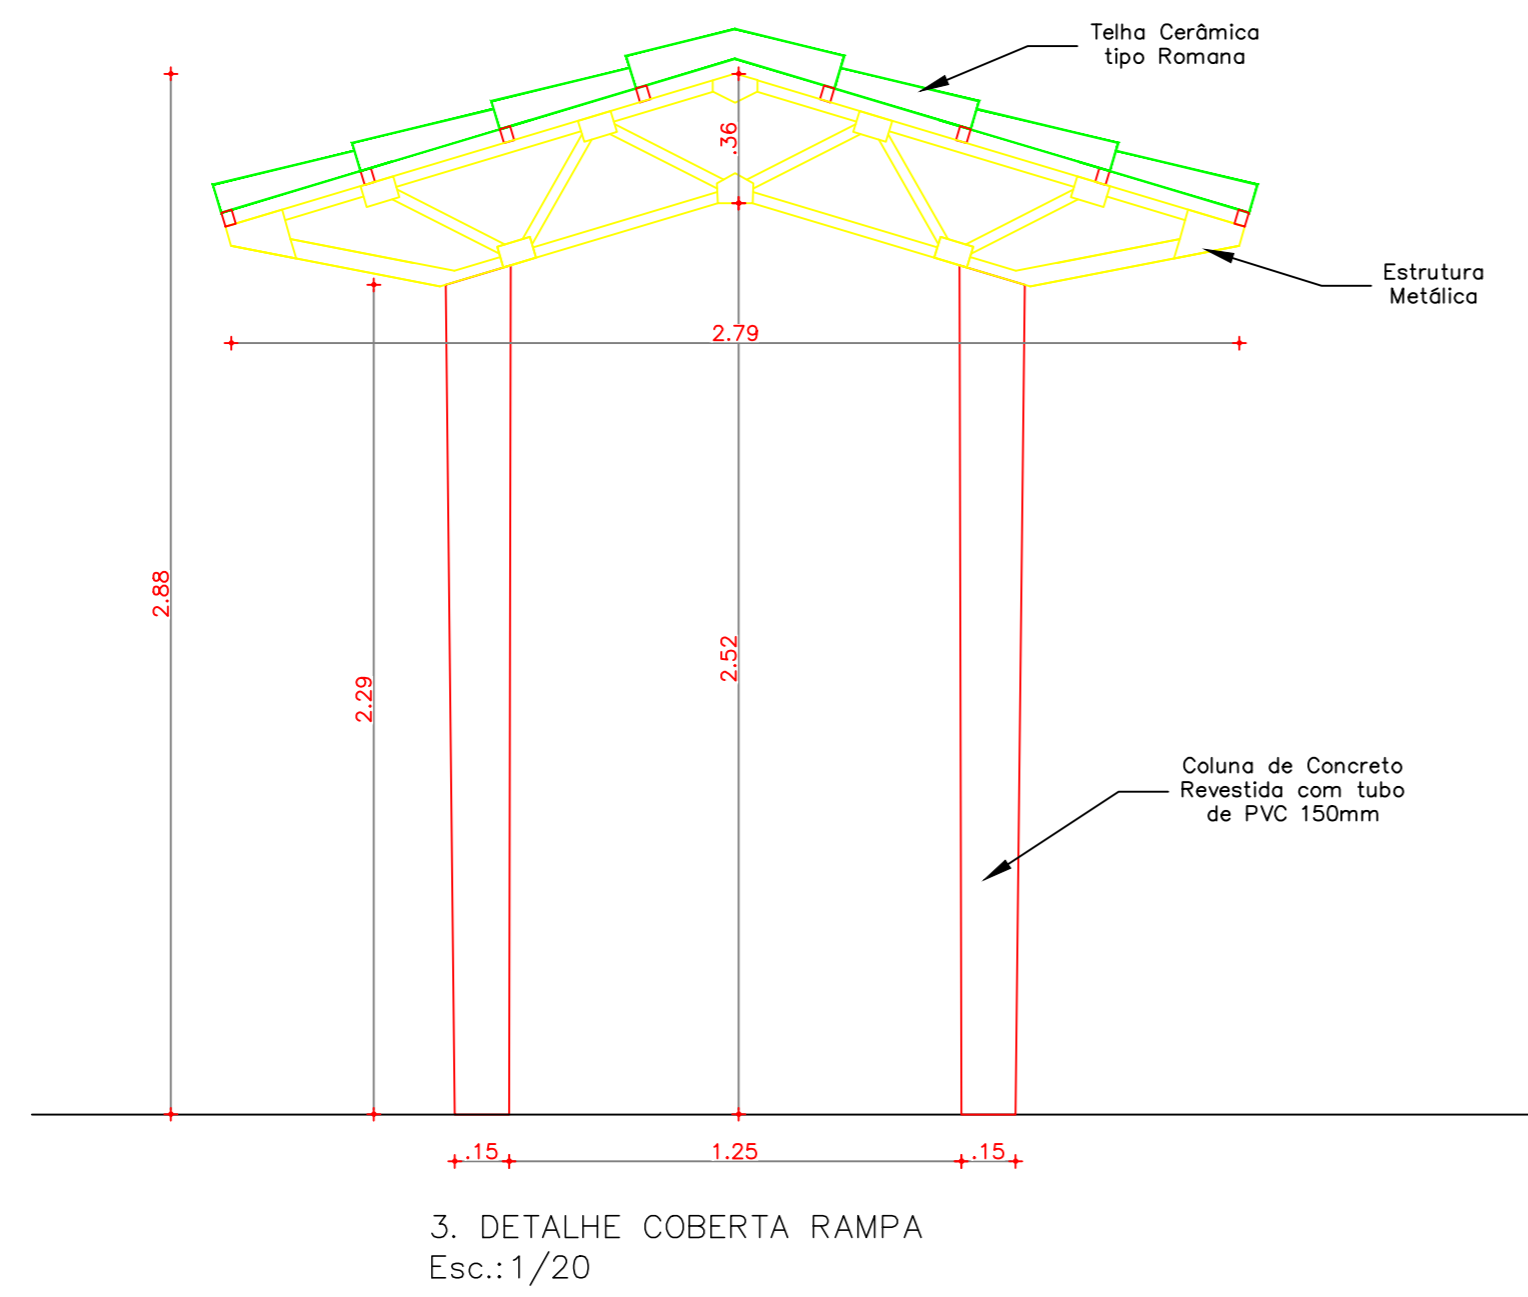 Telha Cerâmica
tipo Romana
.36
Estrutura
Metálica
2.79
2.88
2.52
2.29
Coluna de Concreto
Revestida com tubo
de PVC 150mm
.15 1.25 .15
3. DETALHE COBERTA RAMPA
Esc.:1/20